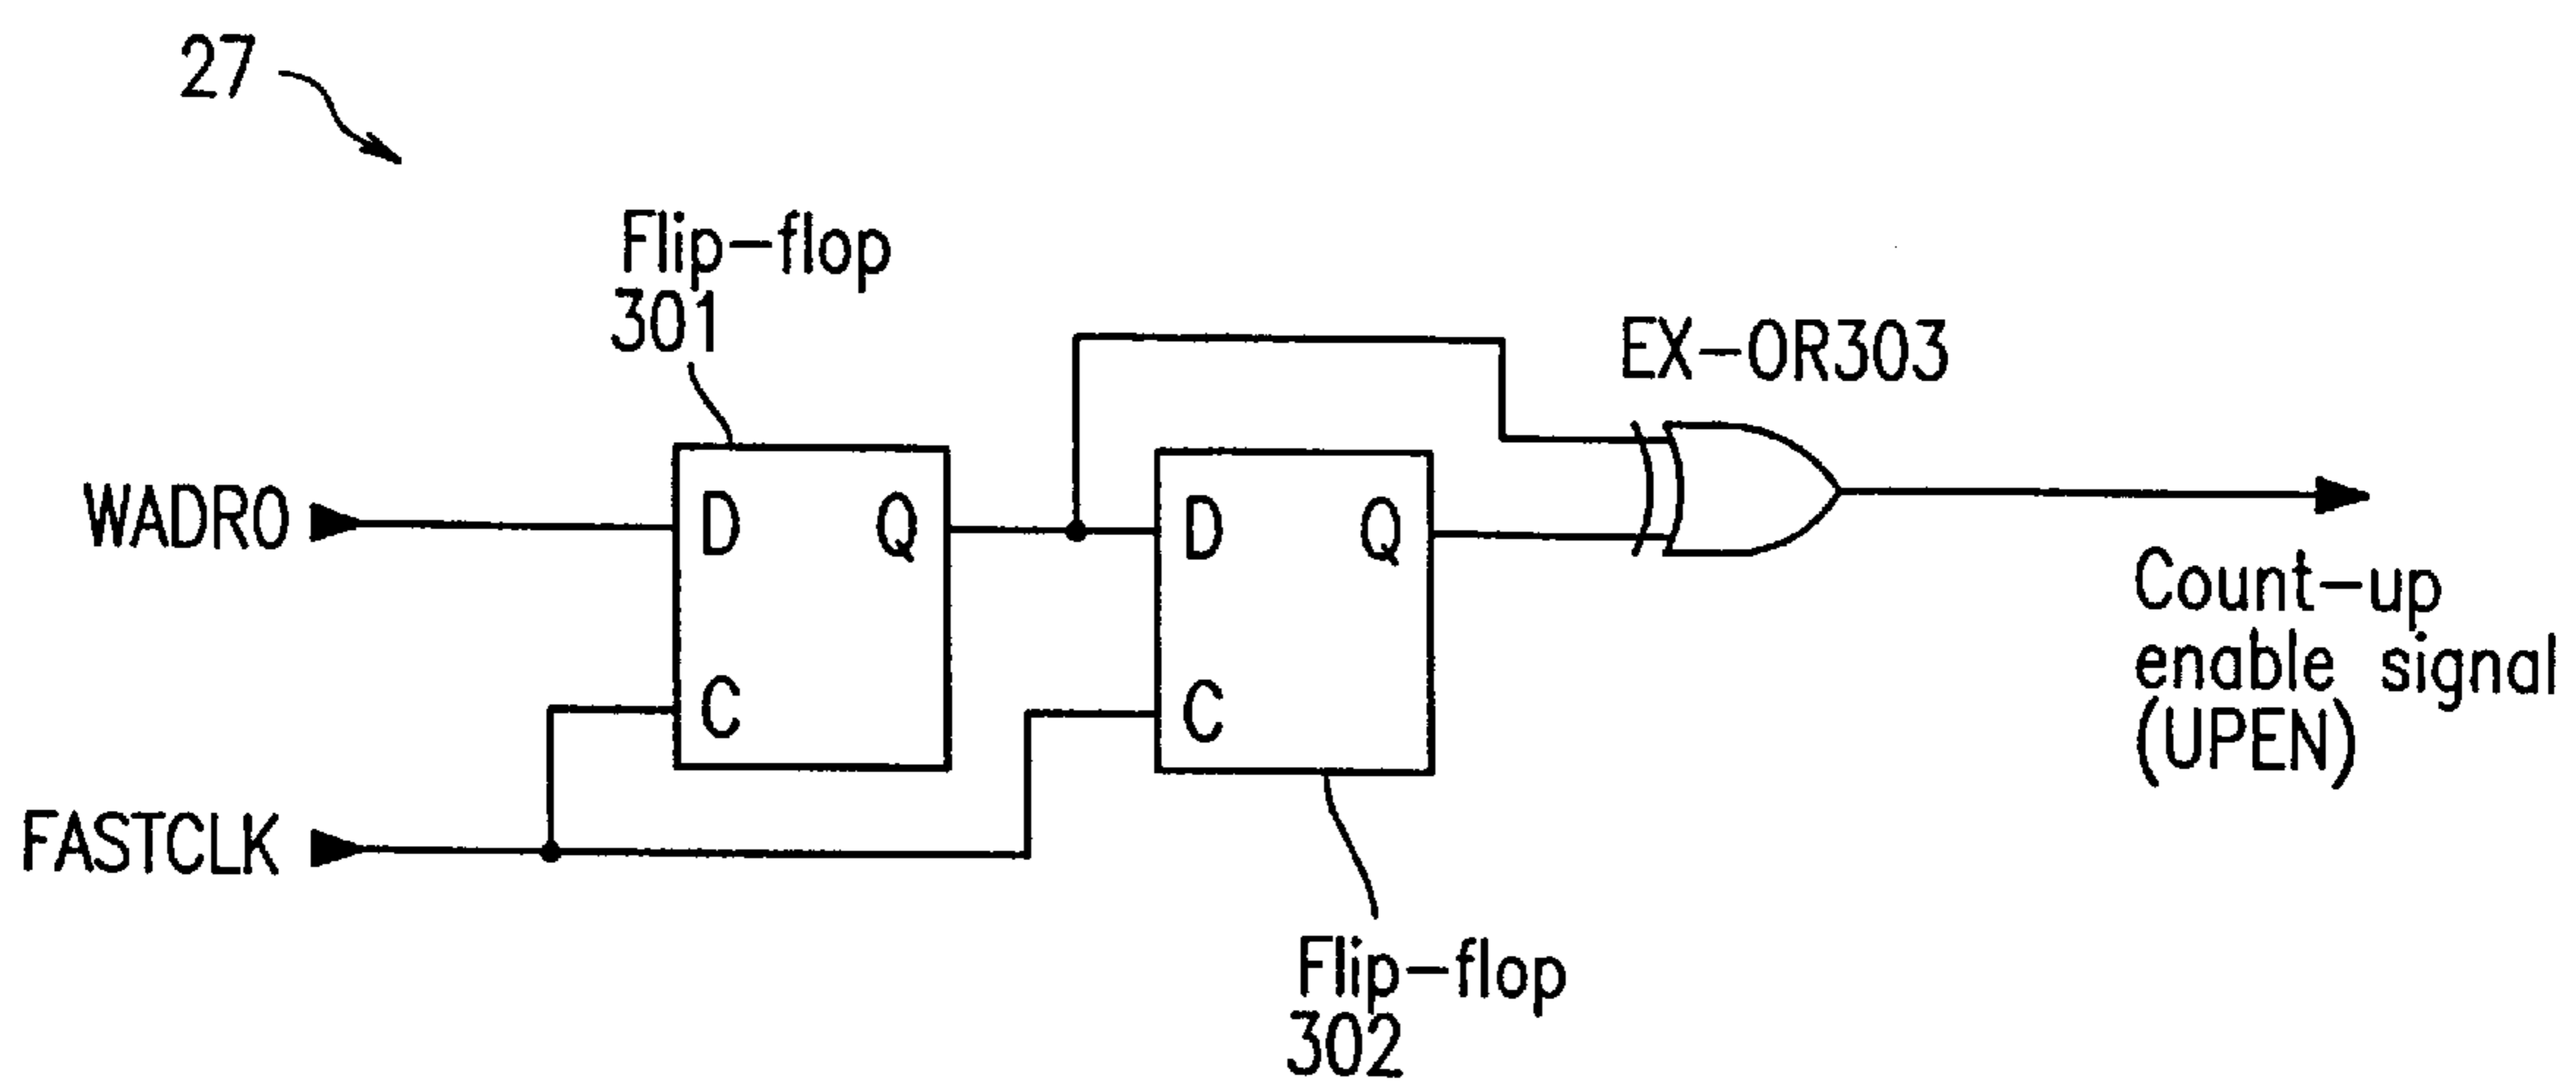 27
Flip-flop
301
EX-OR303
WADR0
D
Q
D
Q
C
C
FASTCLK
Count-up
enable signal
(UPEN)
Flip-flop
302